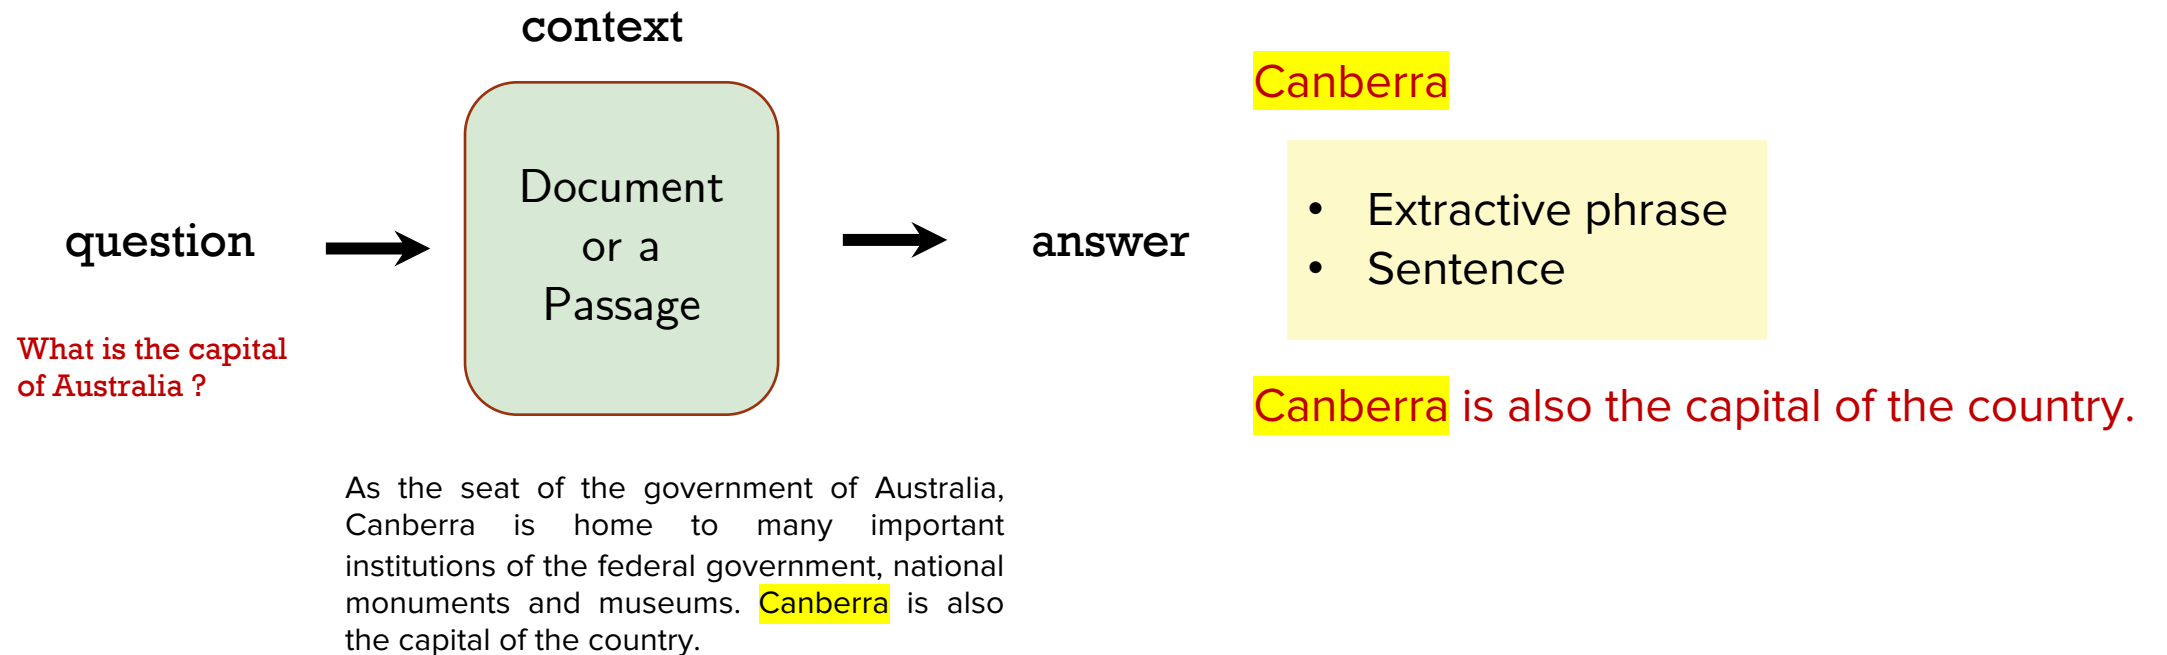 context
Document
or a
Passage
question
What is the capital
of Australia ?
answer
Canberra
• Extractive phrase
• Sentence
Canberra is also the capital of the country.
As the seat of the government of Australia,
Canberra is home to many important
institutions of the federal government, national
monuments and museums. Canberra is also
the capital of the country.